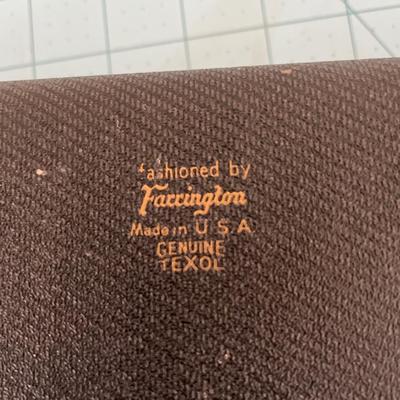 fashioned by
Farrington
Made in U.S.A.
GENUINE
TEXOL